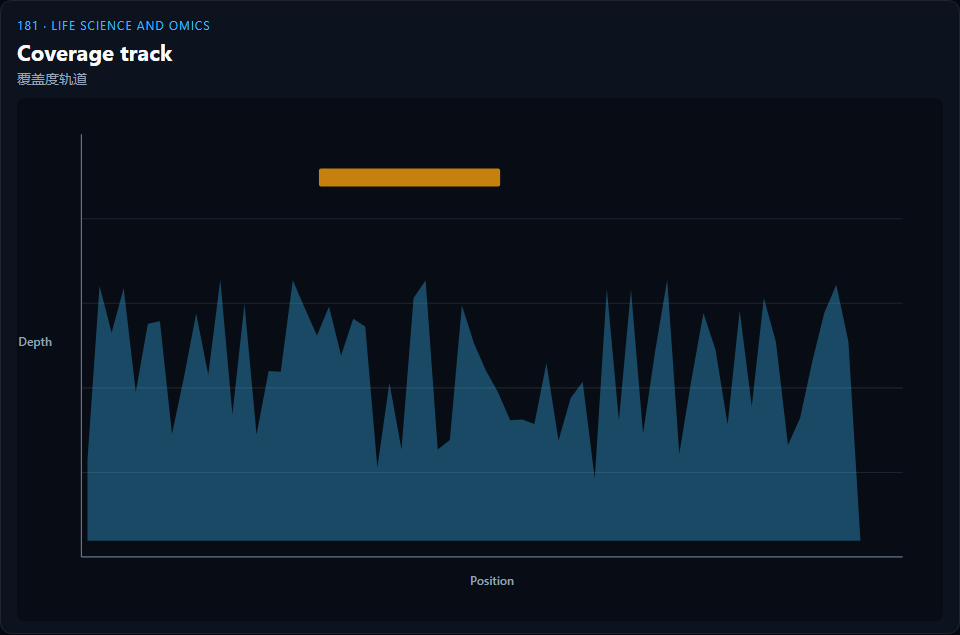 181 · LIFE SCIENCE AND OMICS
Coverage track
覆盖度轨道
Depth
Position